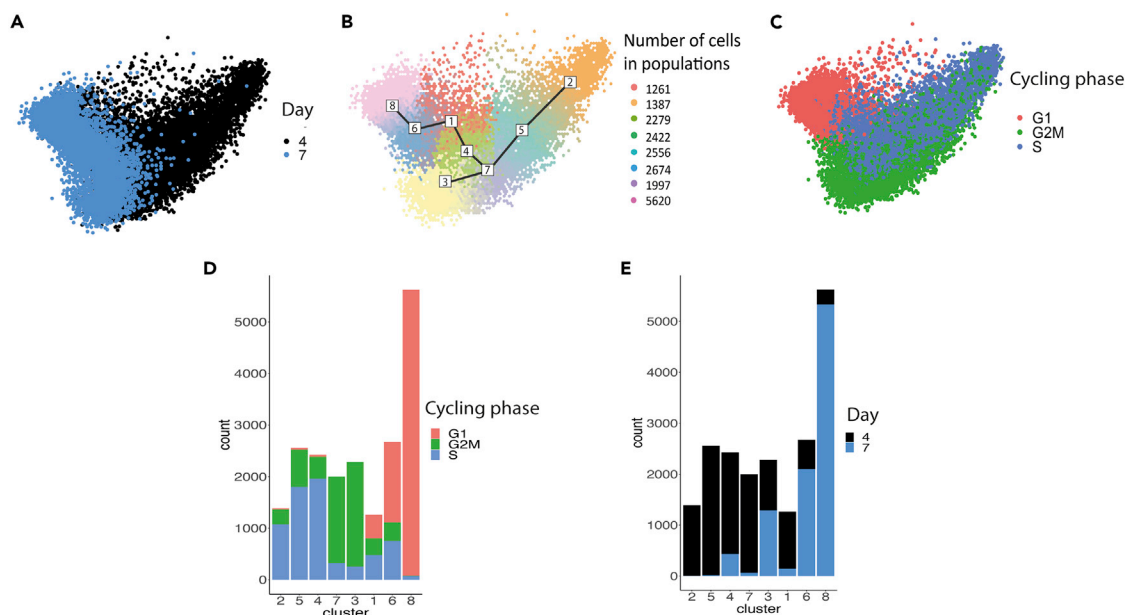 A
Day
4
7
B
Number of cells
in populations
1261
1387
2279
2422
2556
2674
1997
5620
8
6
1
4
3
7
5
2
C
Cycling phase
G1
G2M
S
D
5000
4000
3000
2000
1000
0
count
2 5 4 7 3 1 6 8
cluster
Cycling phase
G1
G2M
S
E
5000
4000
3000
2000
1000
0
count
2 5 4 7 3 1 6 8
cluster
Day
4
7